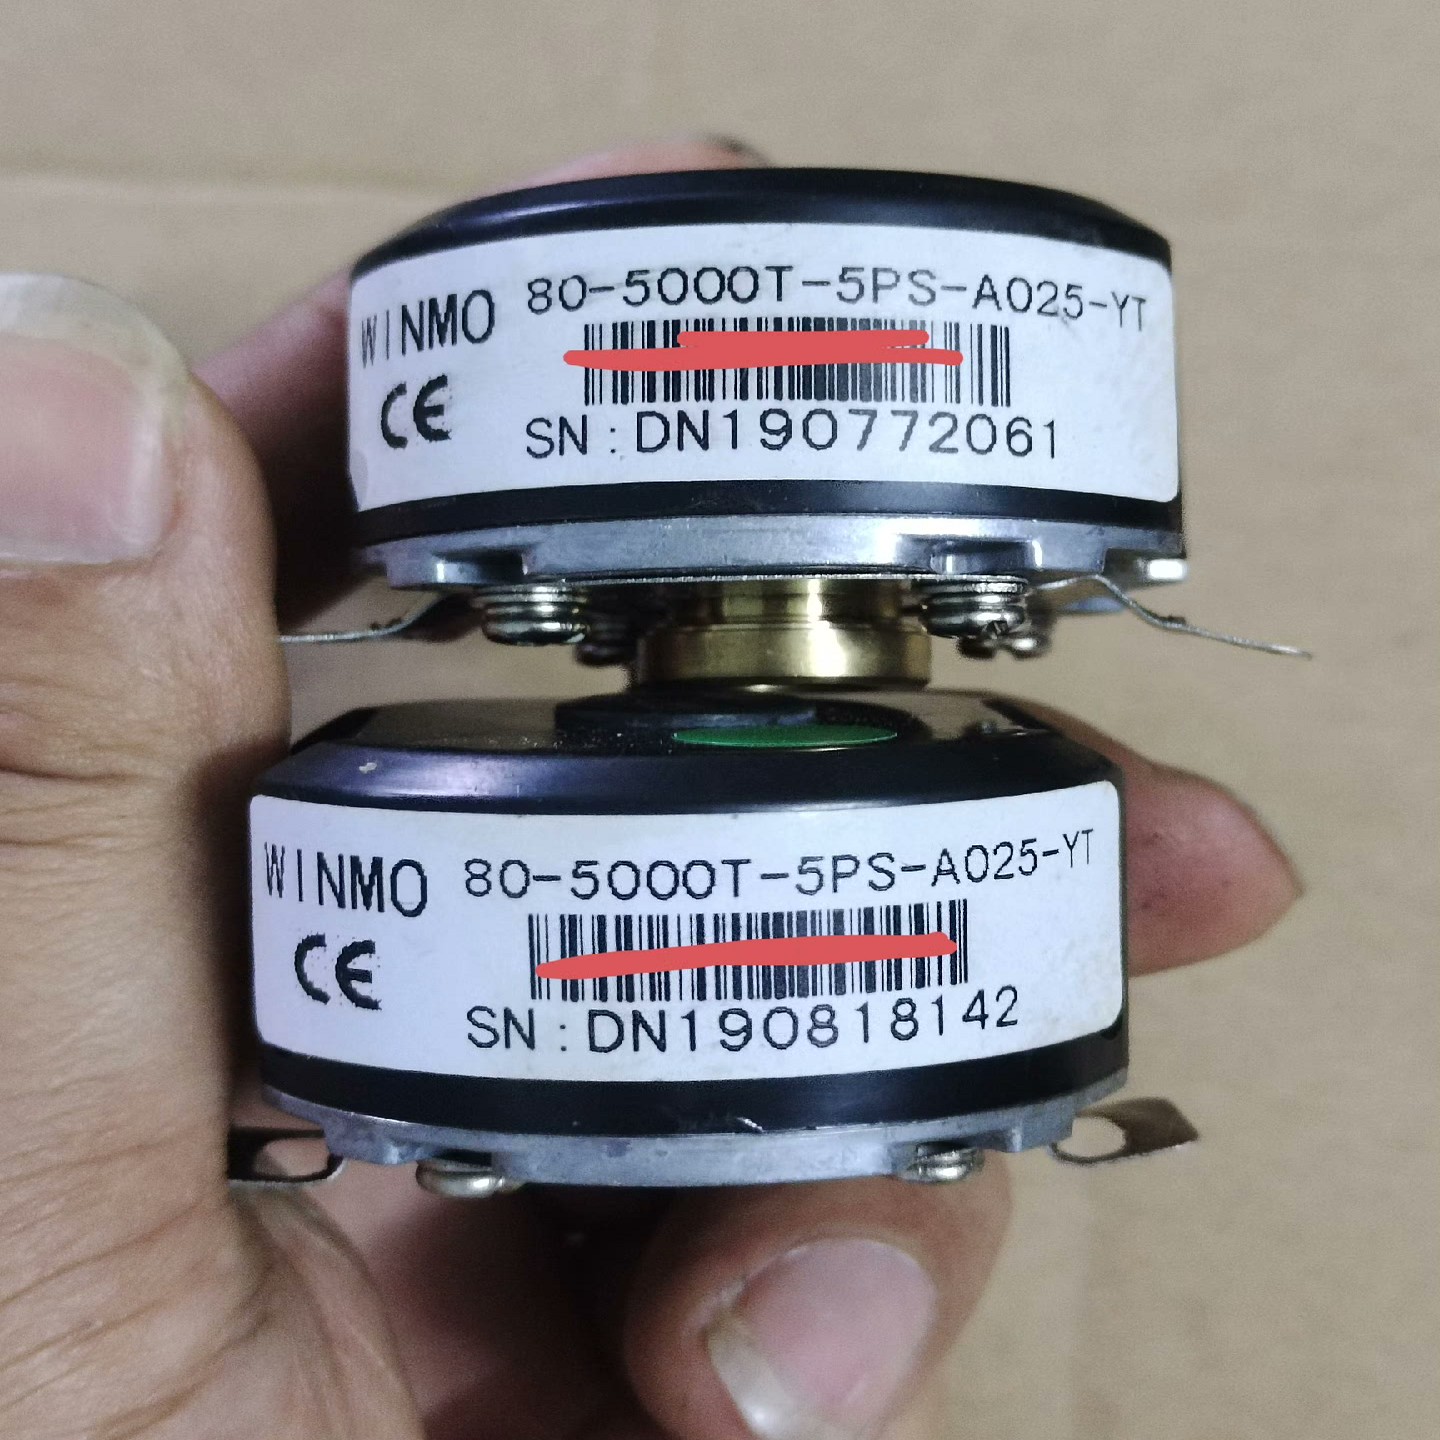 WINMO 80-5000T-5PS-A025-YT
CE
SN:DN190772061
WINMO 80-5000T-5PS-A025-YT
CE
SN:DN190818142